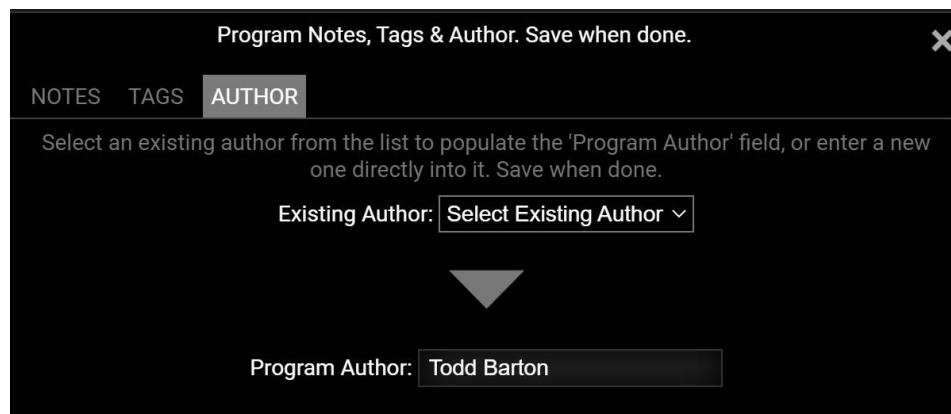 Program Notes, Tags & Author. Save when done.
NOTES TAGS AUTHOR
Select an existing author from the list to populate the 'Program Author' field, or enter a new
one directly into it. Save when done.
Existing Author: Select Existing Author
Program Author: Todd Barton